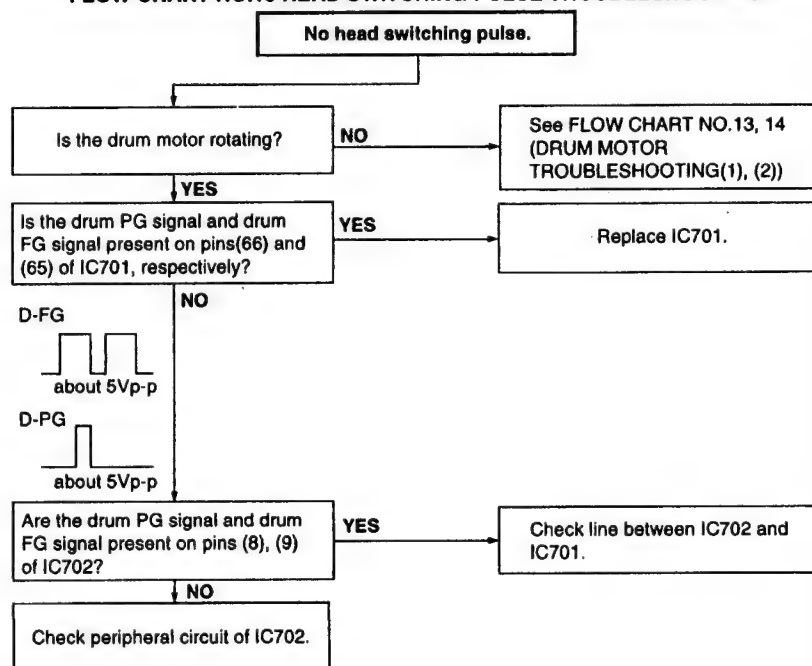 No head switching pulse.
Is the drum motor rotating?
NO
See FLOW CHART NO.13, 14
(DRUM MOTOR
TROUBLESHOOTING(1), (2))
YES
Is the drum PG signal and drum
FG signal present on pins(66) and
(65) of IC701, respectively?
YES
Replace IC701.
NO
D-FG
about 5Vp-p
D-PG
about 5Vp-p
Are the drum PG signal and drum
FG signal present on pins (8), (9)
of IC702?
YES
Check line between IC702 and
IC701.
NO
Check peripheral circuit of IC702.